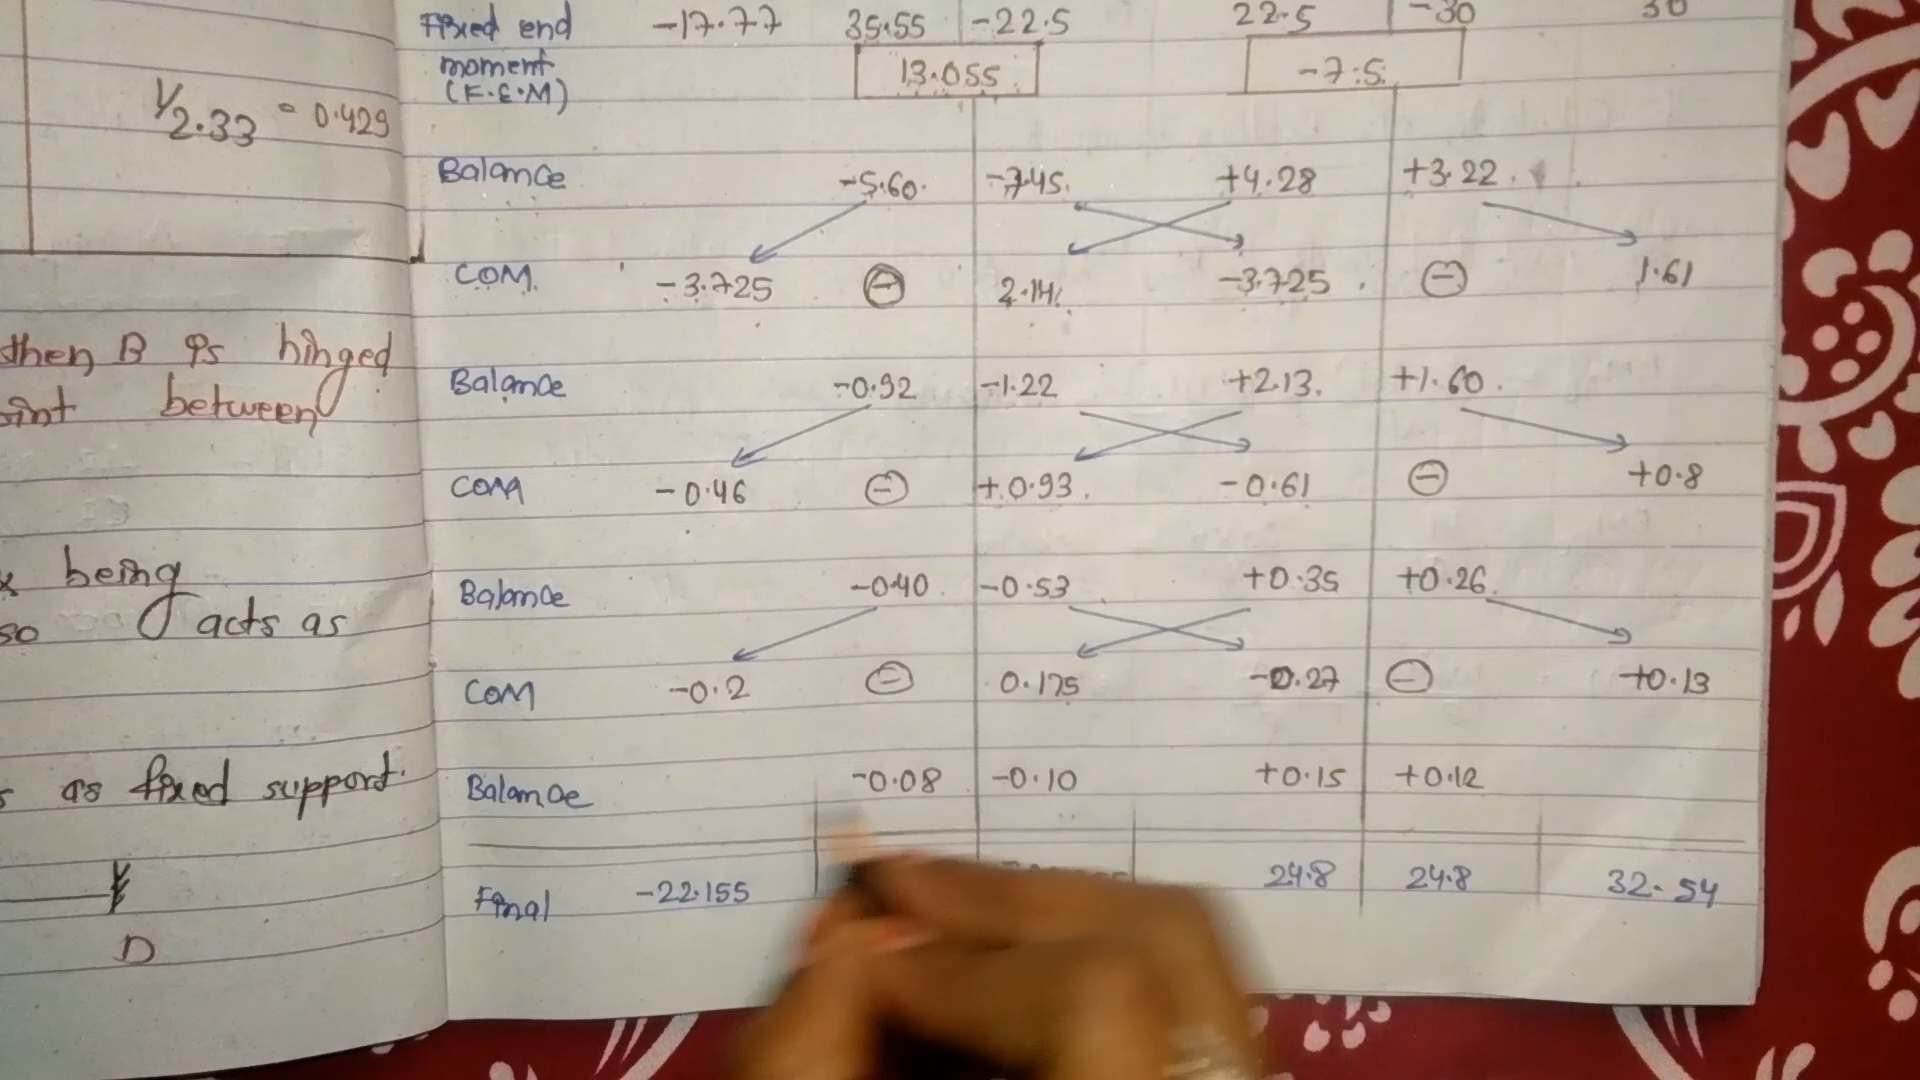 Fixed end -17.77 35.55 -22.5 22.5 -30 30
moment 13.055 -7.5
(F.E.M)
1/2.33 = 0.429
Balance -5.60. -7.45. +4.28 +3.22.
COM. -3.725 - 2.14 -3.725 - 1.61
then B is hinged
Balance -0.92 -1.22 +2.13. +1.60.
between
COM -0.46 - +0.93. -0.61 - +0.8
being
Balance -0.40 -0.53 +0.35 +0.26
so acts as
COM -0.2 - 0.175 -0.27 - +0.13
as fixed support.
Balance -0.08 -0.10 +0.15 +0.12
Final -22.155 24.8 24.8 32.54
D